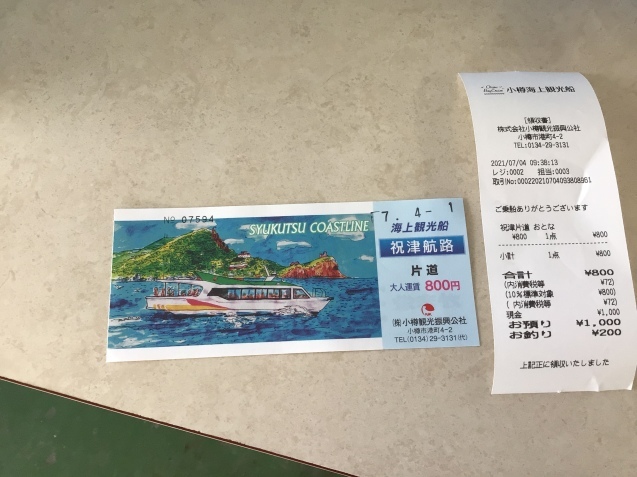 No 07594
SYUKUTSU COASTLINE
7. 4 - 1
海上観光船
祝津航路
片道
大人運賃 800円
㈱小樽観光振興公社
小樽市港町4-2
TEL(0134)29-3131(代)
小樽海上観光船
[領収書]
株式会社小樽観光振興公社
小樽市港町4-2
TEL:0134-29-3131
2021/07/04 09:38:13
レジ:0002 担当:0003
取引No:000220210704093808961
ご乗船ありがとうございます
祝津片道 おとな
¥800 1点 ¥800
小計 1点 ¥800
合計 ¥800
(内消費税等 ¥72)
(10%標準対象 ¥800)
( 内消費税等 ¥72)
現金 ¥1,000
お預り ¥1,000
お釣り ¥200
上記正に領収いたしました